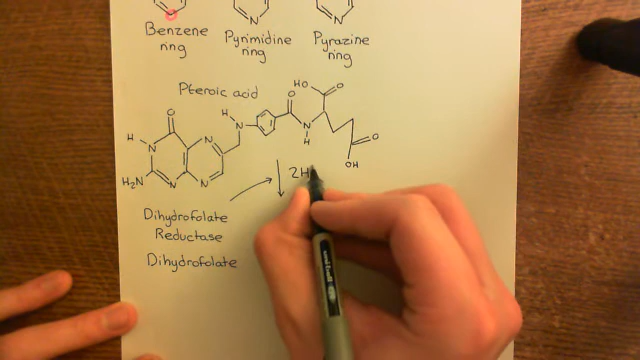 N
N
N
Benzene
ring
Pyrimidine
ring
Pyrazine
ring
Pteroic acid
HO
O
O
O
H
H
N
N
N
N
H
O
H₂N
N
N
OH
2H
Dihydrofolate
Reductase
Dihydrofolate